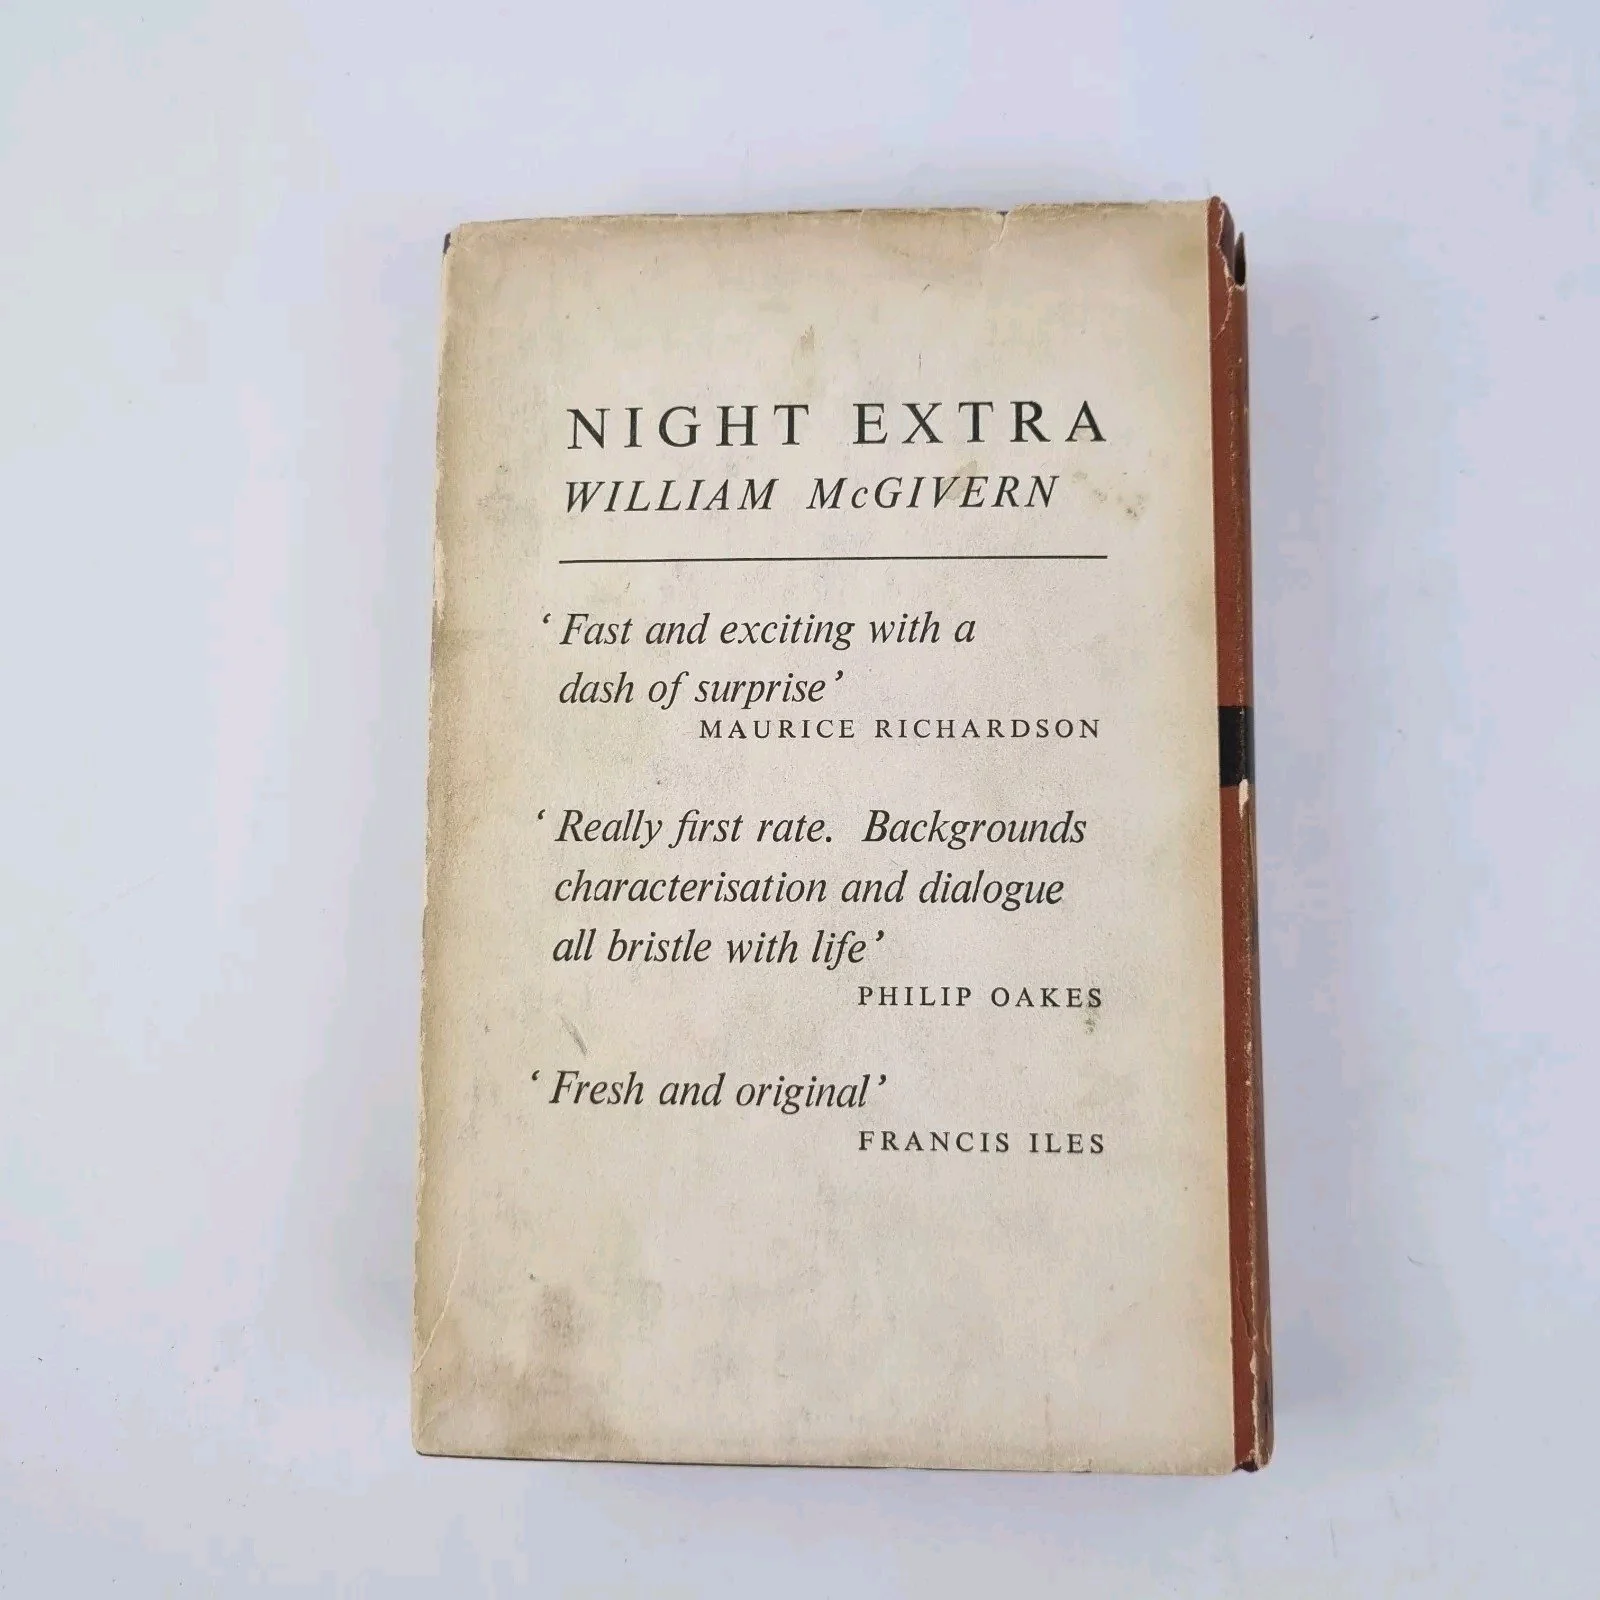 NIGHT EXTRA
WILLIAM McGIVERN
‘Fast and exciting with a
dash of surprise’
MAURICE RICHARDSON
‘Really first rate. Backgrounds
characterisation and dialogue
all bristle with life’
PHILIP OAKES
‘Fresh and original’
FRANCIS ILES